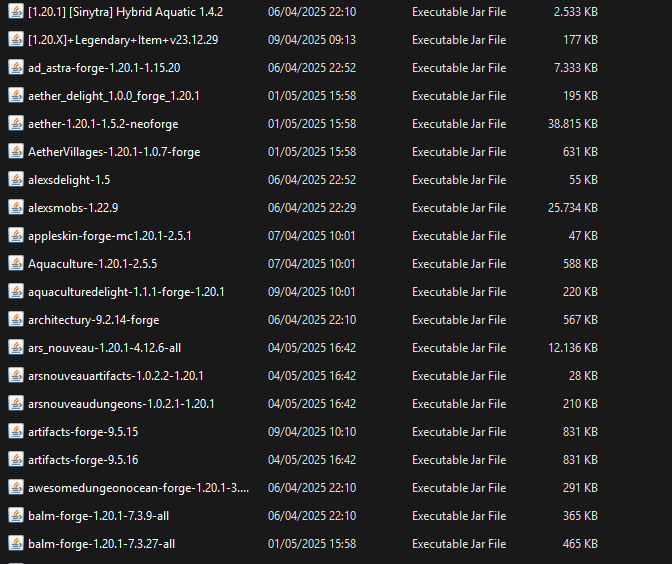 [1.20.1] [Sinytra] Hybrid Aquatic 1.4.2 06/04/2025 22:10 Executable Jar File 2.533 KB
[1.20.X]+Legendary+Item+v23.12.29 09/04/2025 09:13 Executable Jar File 177 KB
ad_astra-forge-1.20.1-1.15.20 06/04/2025 22:52 Executable Jar File 7.333 KB
aether_delight_1.0.0_forge_1.20.1 01/05/2025 15:58 Executable Jar File 195 KB
aether-1.20.1-1.5.2-neoforge 01/05/2025 15:58 Executable Jar File 38.815 KB
AetherVillages-1.20.1-1.0.7-forge 01/05/2025 15:58 Executable Jar File 631 KB
alexsdelight-1.5 06/04/2025 22:52 Executable Jar File 55 KB
alexsmobs-1.22.9 06/04/2025 22:29 Executable Jar File 25.734 KB
appleskin-forge-mc1.20.1-2.5.1 07/04/2025 10:01 Executable Jar File 47 KB
Aquaculture-1.20.1-2.5.5 07/04/2025 10:01 Executable Jar File 588 KB
aquaculturedelight-1.1.1-forge-1.20.1 09/04/2025 10:01 Executable Jar File 220 KB
architectury-9.2.14-forge 06/04/2025 22:10 Executable Jar File 567 KB
ars_nouveau-1.20.1-4.12.6-all 04/05/2025 16:42 Executable Jar File 12.136 KB
arsnouveauartifacts-1.0.2.2-1.20.1 04/05/2025 16:42 Executable Jar File 28 KB
arsnouveaudungeons-1.0.2.1-1.20.1 04/05/2025 16:42 Executable Jar File 210 KB
artifacts-forge-9.5.15 09/04/2025 10:10 Executable Jar File 831 KB
artifacts-forge-9.5.16 04/05/2025 16:42 Executable Jar File 831 KB
awesomedungeonocean-forge-1.20.1-3.... 06/04/2025 22:10 Executable Jar File 291 KB
balm-forge-1.20.1-7.3.9-all 06/04/2025 22:10 Executable Jar File 365 KB
balm-forge-1.20.1-7.3.27-all 01/05/2025 15:58 Executable Jar File 465 KB